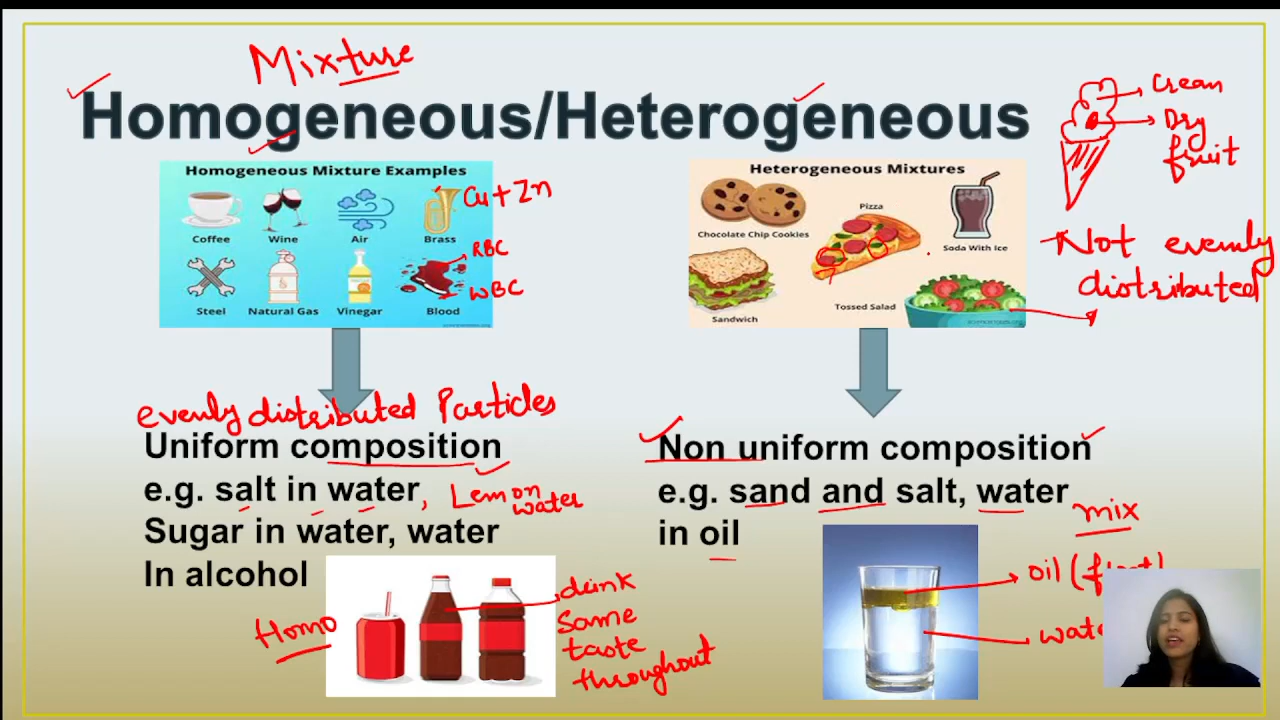 Mixture
Homogeneous/Heterogeneous
Cream
Dry
fruit
Homogeneous Mixture Examples
Coffee
Wine
Air
Brass
Cu + Zn
Steel
Natural Gas
Vinegar
Blood
RBC
WBC
Heterogeneous Mixtures
Chocolate Chip Cookies
Pizza
Soda With Ice
Sandwich
Tossed Salad
Not evenly
distributed
evenly distributed Particles
Uniform composition
e.g. salt in water, Lemon
water
Sugar in water, water
In alcohol
Homo
drink
Same
taste
throughout
Non uniform composition
e.g. sand and salt, water
in oil
mix
oil